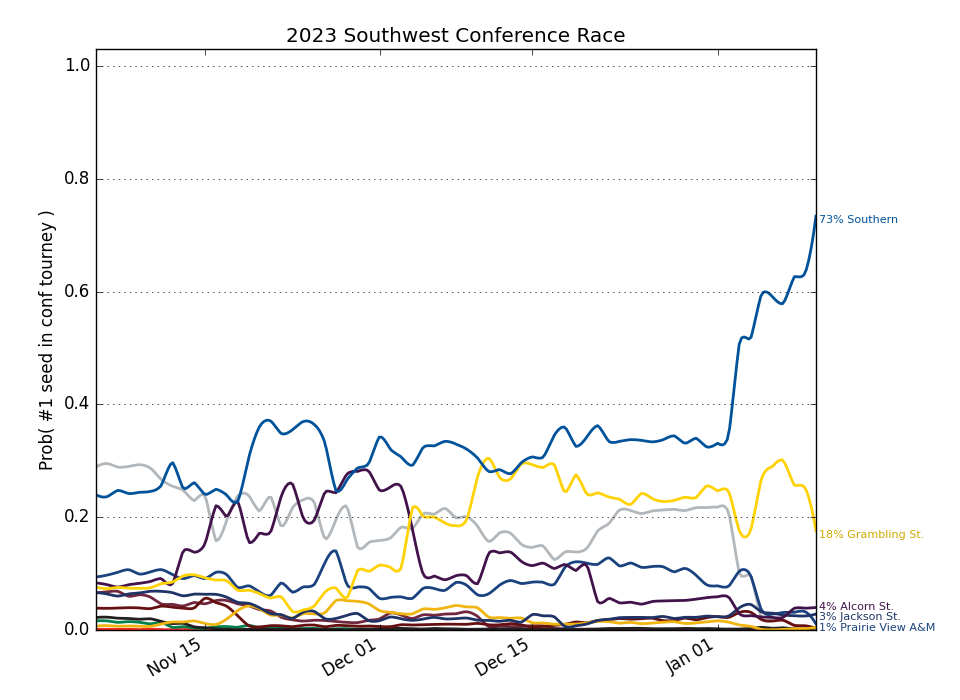 2023 Southwest Conference Race
Prob( #1 seed in conf tourney )
1.0
0.8
0.6
0.4
0.2
0.0
Nov 15
Dec 01
Dec 15
Jan 01
73% Southern
18% Grambling St.
4% Alcorn St.
3% Jackson St.
1% Prairie View A&M